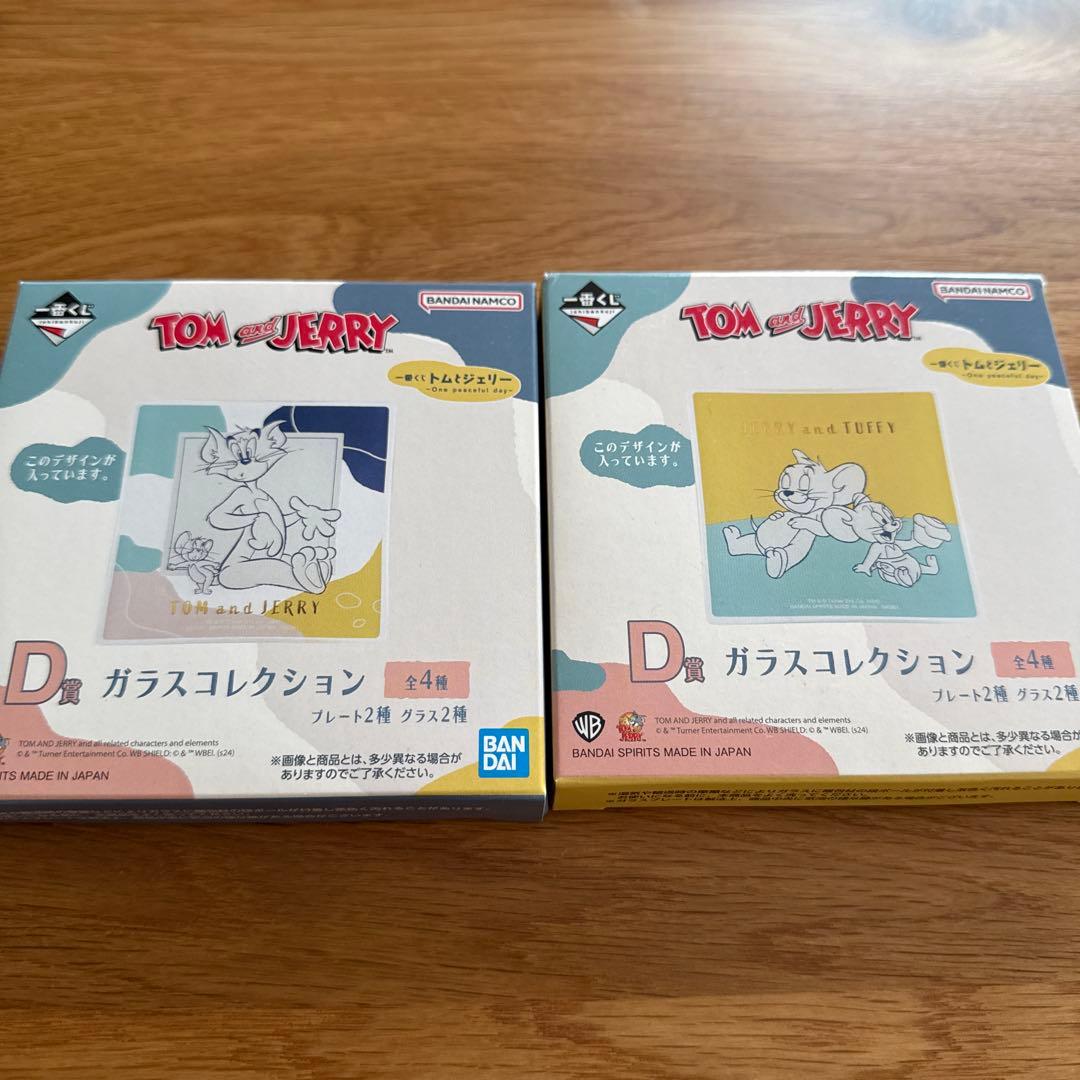 一番くじ
ichibankuji
BANDAI NAMCO
TOM and JERRY™
一番くじ トムとジェリー
~One peaceful day~
このデザインが
入っています。
TOM and JERRY
D賞 ガラスコレクション 全4種
プレート2種 グラス2種
TOM AND JERRY and all related characters and elements
© & ™ Turner Entertainment Co. WB SHIELD: © & ™ WBEI. (s24)
ITS MADE IN JAPAN
※画像と商品とは、多少異なる場合が
ありますのでご了承ください。
BAN
DAI
一番くじ
ichibankuji
BANDAI NAMCO
TOM and JERRY™
一番くじ トムとジェリー
~One peaceful day~
このデザインが
入っています。
JERRY and TUFFY
D賞 ガラスコレクション 全4種
プレート2種 グラス2種
WB
TOM and JERRY
TOM AND JERRY and all related characters and elements
© & ™ Turner Entertainment Co. WB SHIELD: © & ™ WBEI. (s24)
BANDAI SPIRITS MADE IN JAPAN
※画像と商品とは、多少異なる場合が
ありますのでご了承ください。